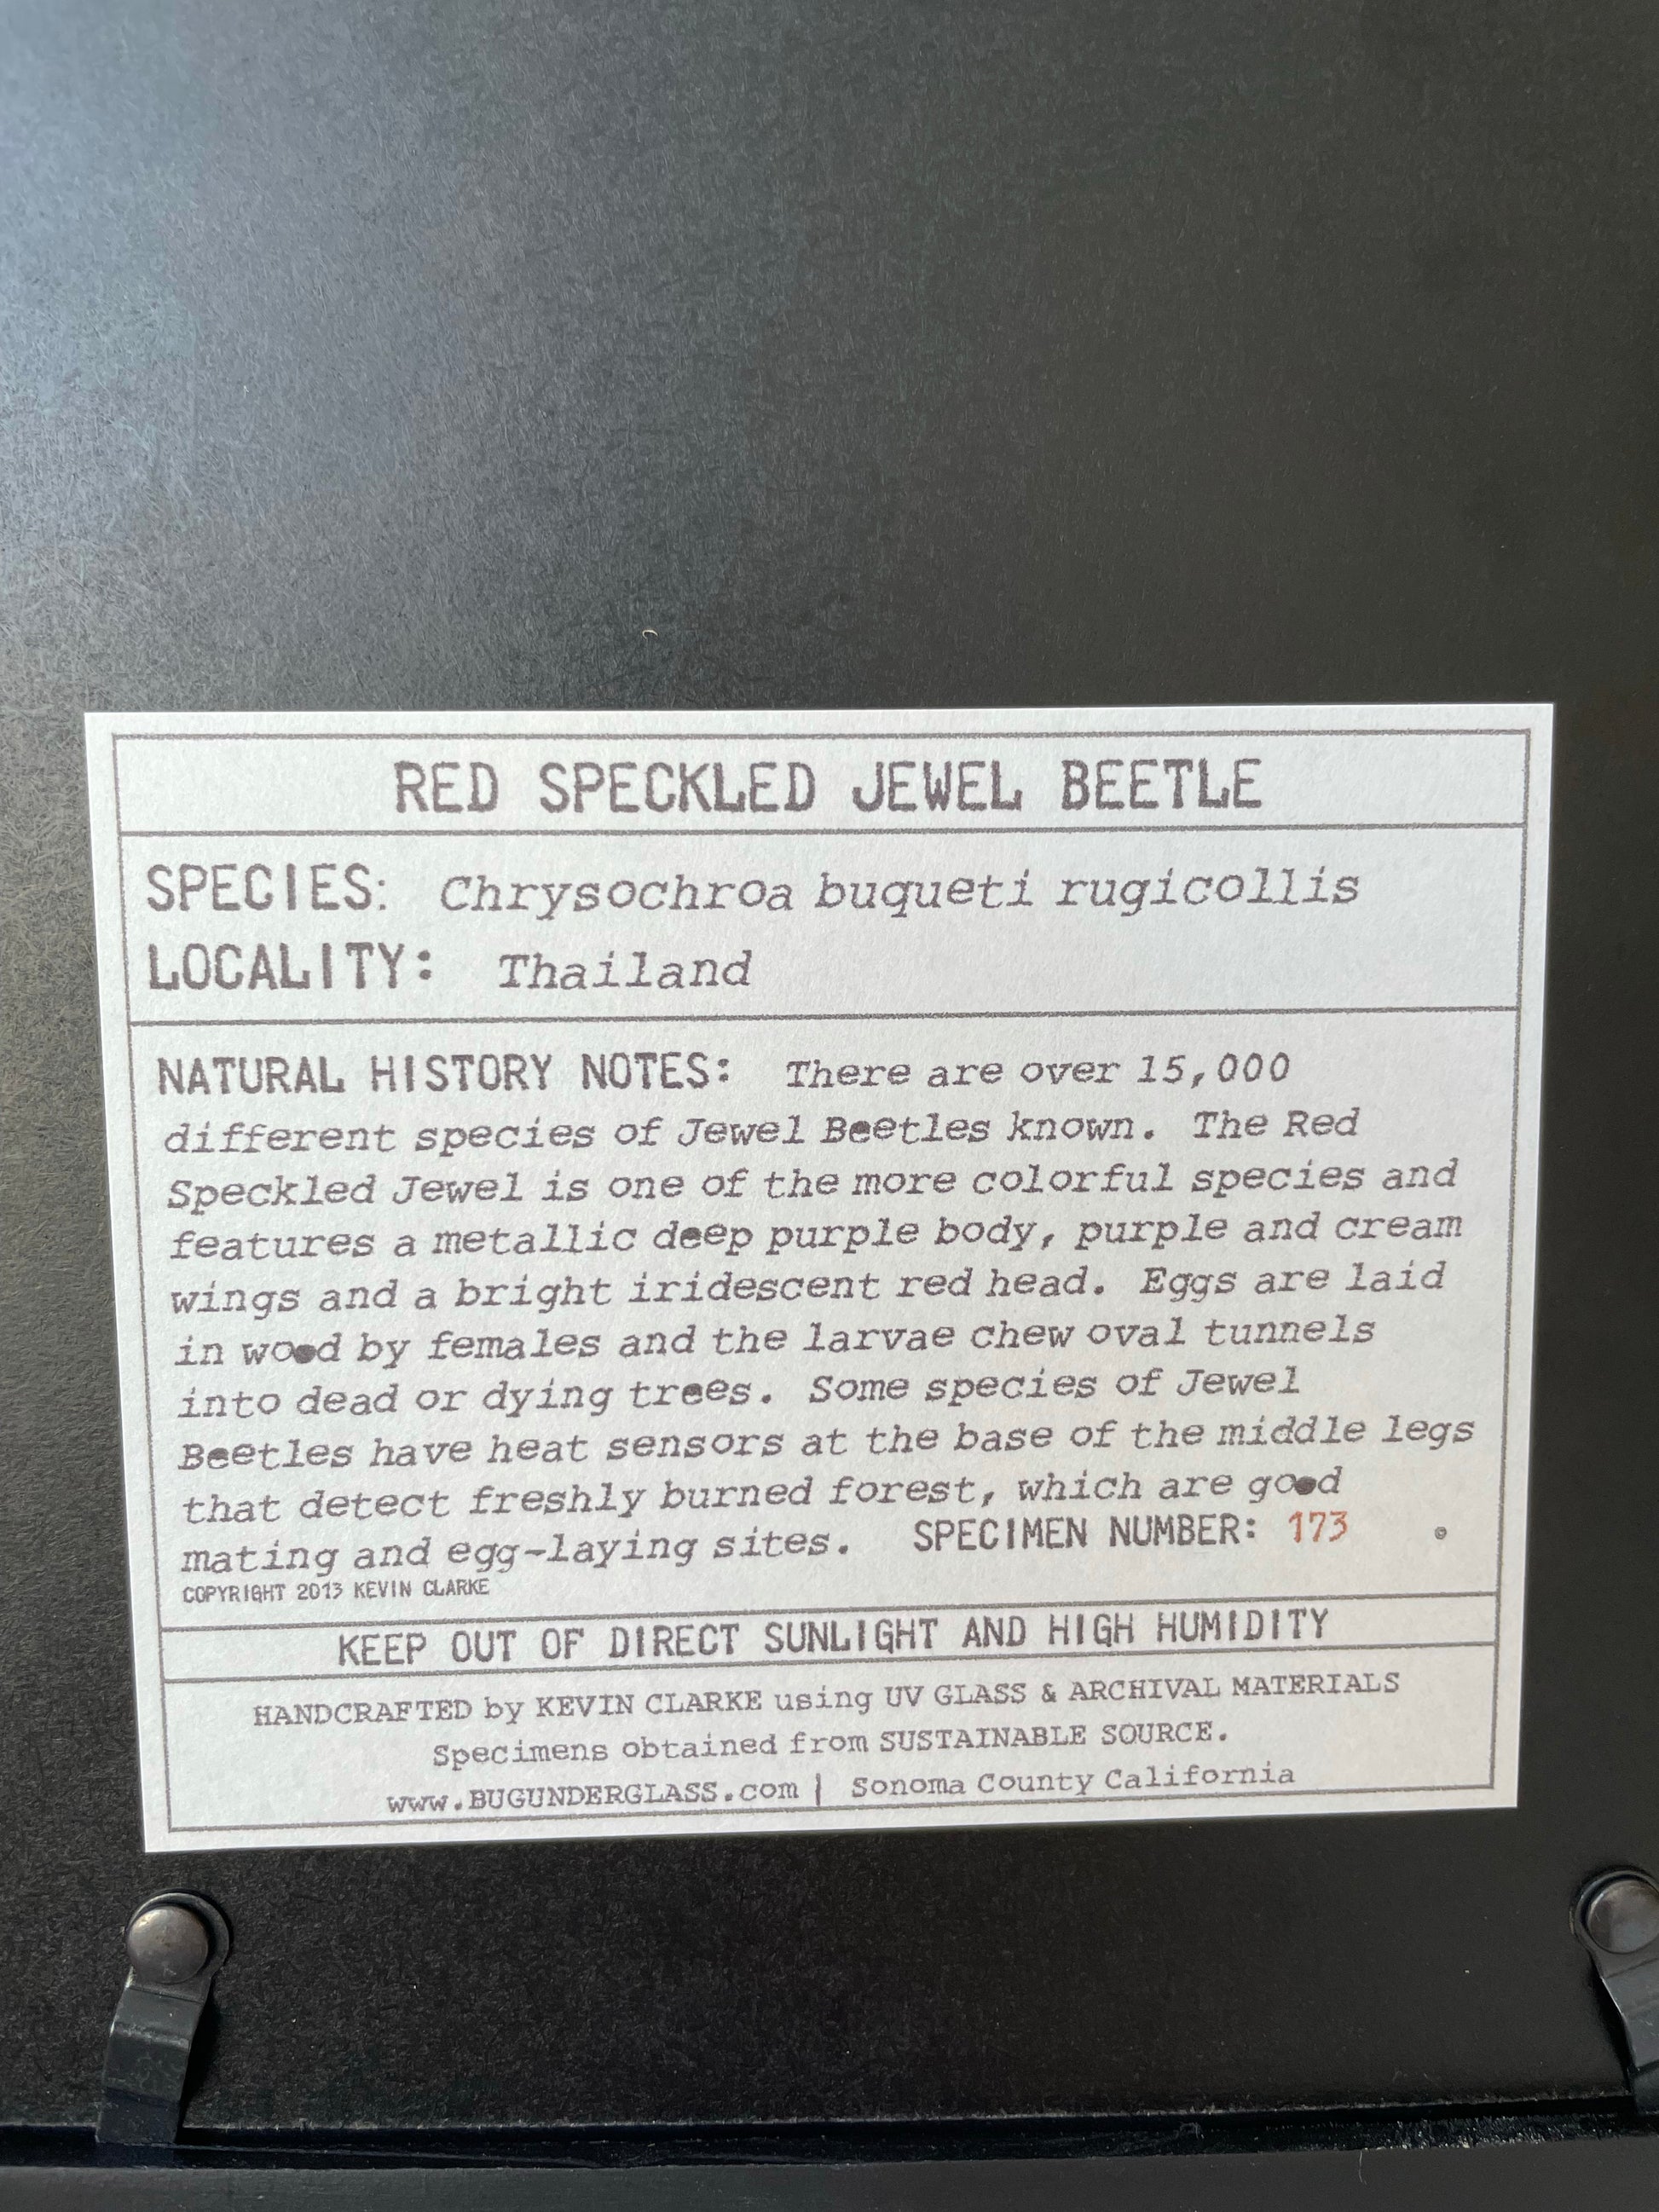 RED SPECKLED JEWEL BEETLE
SPECIES: Chrysochroa buqueti rugicollis
LOCALITY: Thailand
NATURAL HISTORY NOTES: There are over 15,000
different species of Jewel Beetles known. The Red
Speckled Jewel is one of the more colorful species and
features a metallic deep purple body, purple and cream
wings and a bright iridescent red head. Eggs are laid
in wood by females and the larvae chew oval tunnels
into dead or dying trees. Some species of Jewel
Beetles have heat sensors at the base of the middle legs
that detect freshly burned forest, which are good
mating and egg-laying sites. SPECIMEN NUMBER: 173
COPYRIGHT 2013 KEVIN CLARKE
KEEP OUT OF DIRECT SUNLIGHT AND HIGH HUMIDITY
HANDCRAFTED by KEVIN CLARKE using UV GLASS & ARCHIVAL MATERIALS
Specimens obtained from SUSTAINABLE SOURCE.
www.BUGUNDERGLASS.com | Sonoma County California